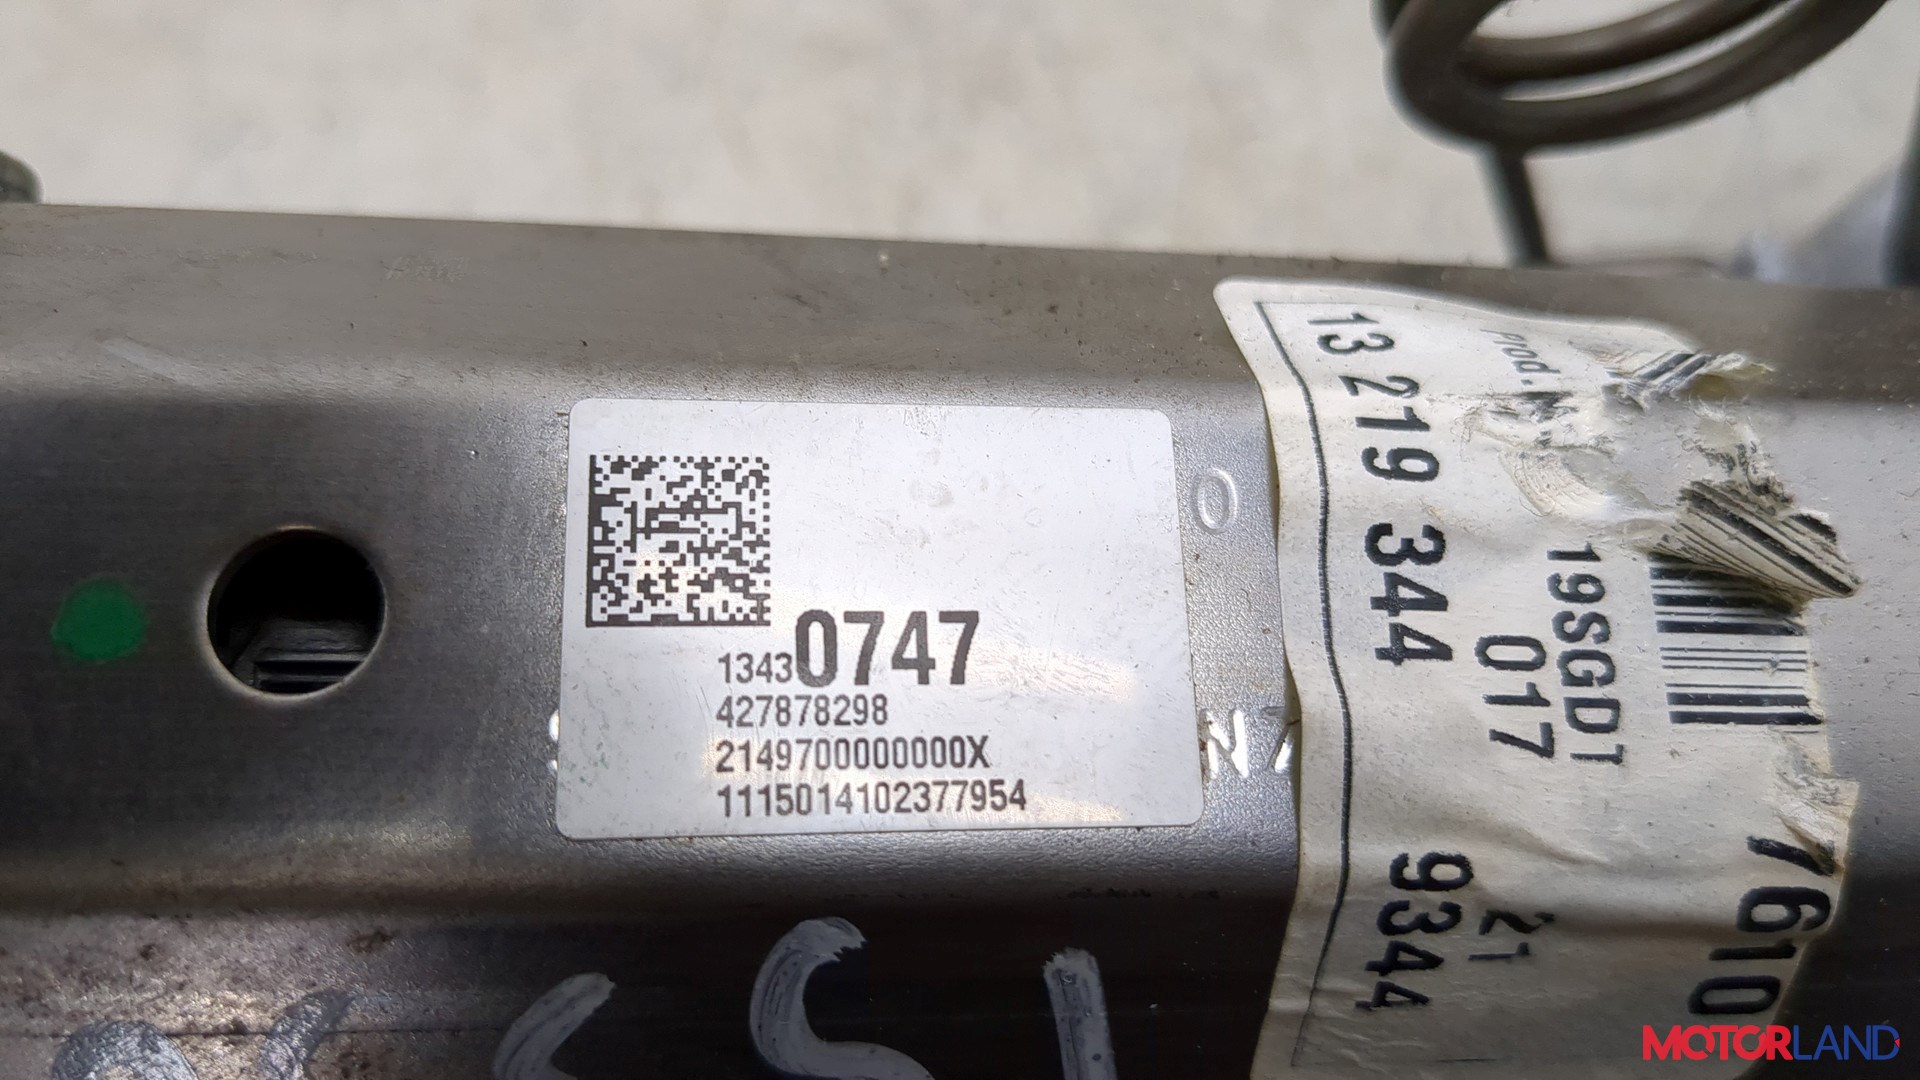 13430747
427878298
2149700000000X
1115014102377954
O
N
13 219 344
017
19SGD1
21
9344
7610
MOTORLAND